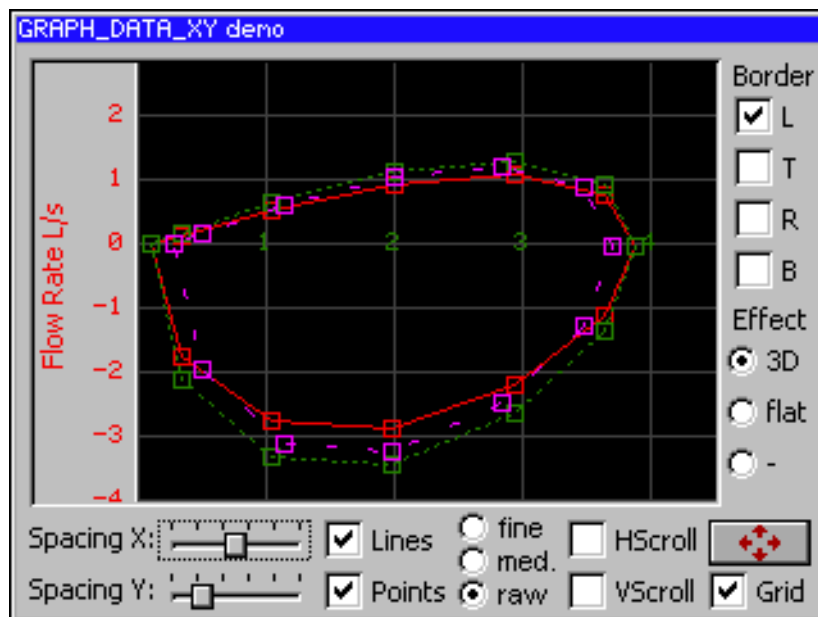 GRAPH_DATA_XY demo
Flow Rate L/s
2
1
0
-1
-2
-3
-4
1 2 3 4
Border
L
T
R
B
Effect
3D
flat
-
Spacing X:
Lines
fine
med.
raw
HScroll
Spacing Y:
Points
VScroll
Grid